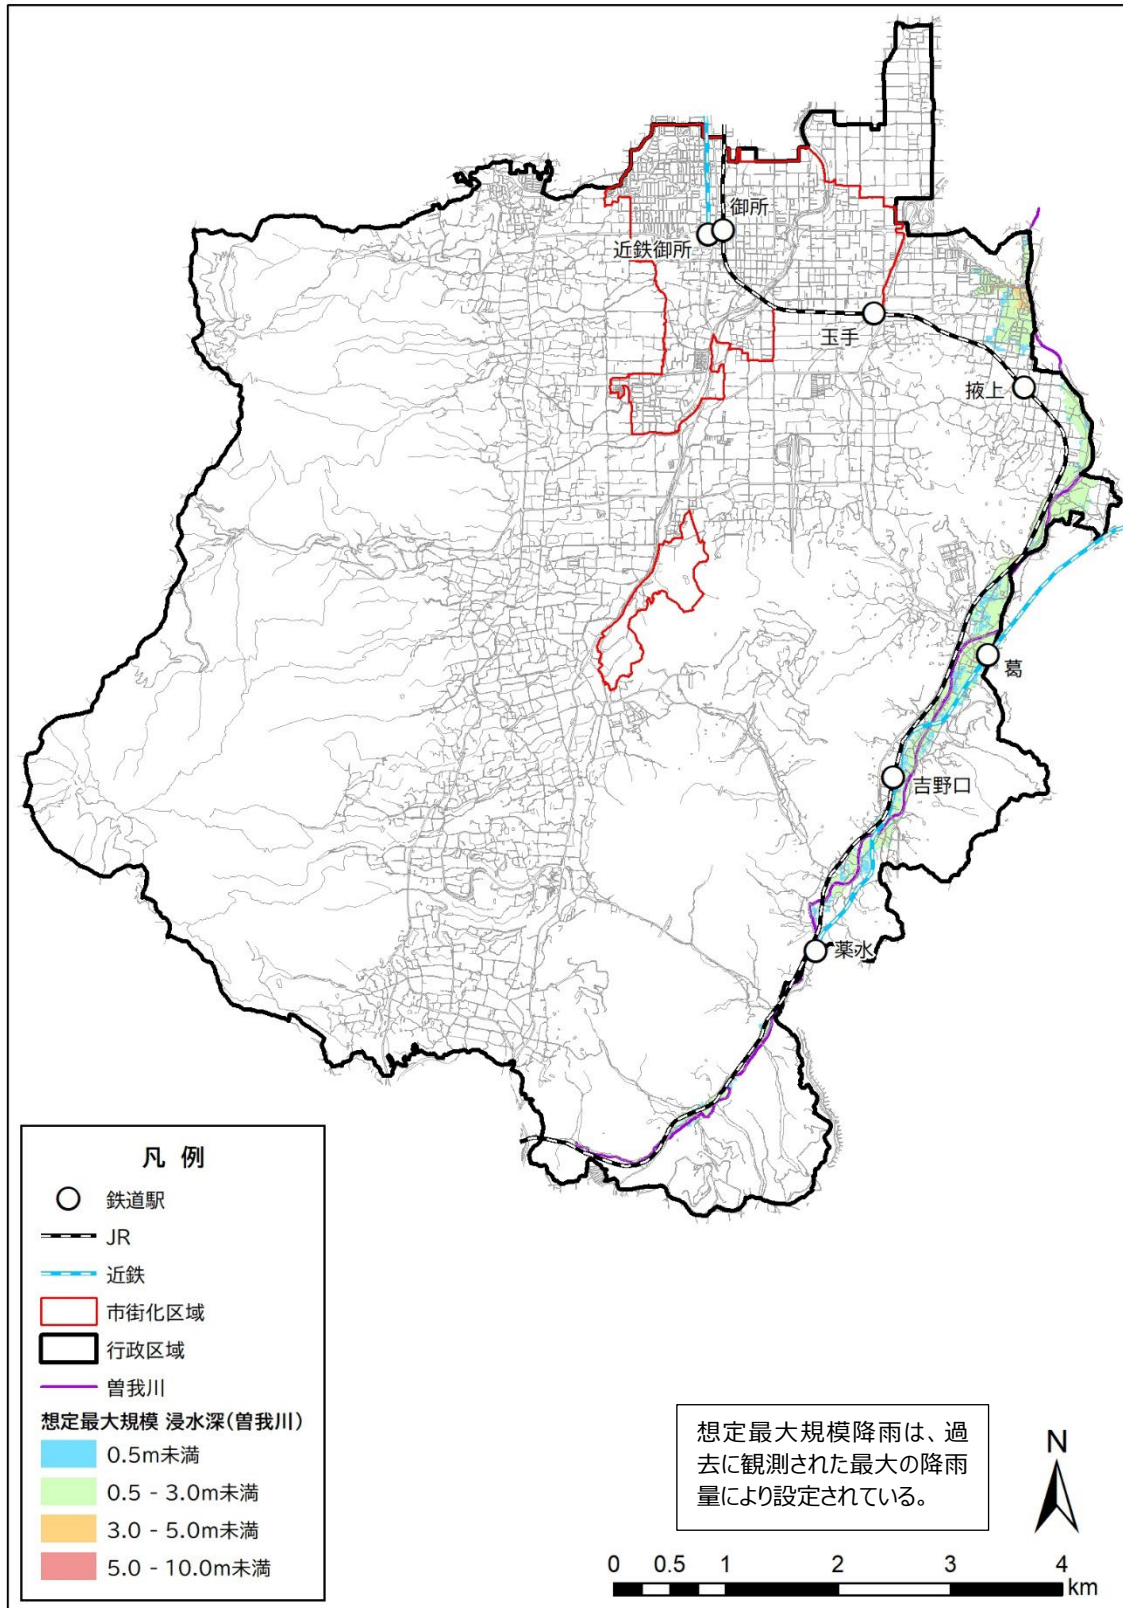 御所
近鉄御所
玉手
掖上
葛
吉野口
薬水
凡 例
鉄道駅
JR
近鉄
市街化区域
行政区域
曽我川
想定最大規模 浸水深(曽我川)
0.5m未満
0.5 - 3.0m未満
3.0 - 5.0m未満
5.0 - 10.0m未満
想定最大規模降雨は、過
去に観測された最大の降雨
量により設定されている。
N
0 0.5 1 2 3 4
km